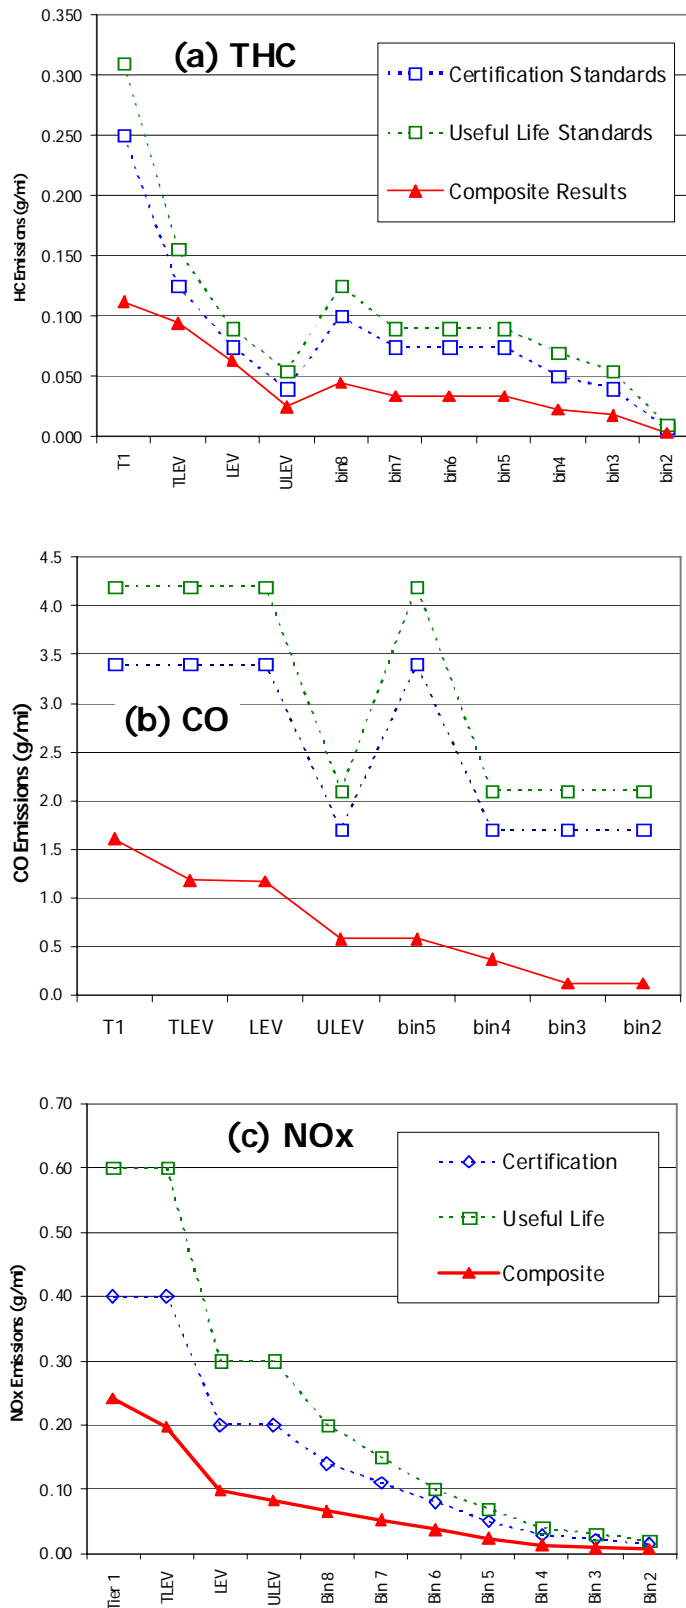 0.350
(a) THC
0.300
Certification Standards
0.250
Useful Life Standards
0.200
Composite Results
0.150
0.100
0.050
0.000
HC Emissions (g/mi)
T1 TLEV LEV ULEV bin8 bin7 bin6 bin5 bin4 bin3 bin2
4.5
4.0
3.5
3.0
(b) CO
2.5
2.0
1.5
1.0
0.5
0.0
CO Emissions (g/mi)
T1 TLEV LEV ULEV bin5 bin4 bin3 bin2
0.70
(c) NOx
0.60
Certification
0.50
Useful Life
Composite
0.40
0.30
0.20
0.10
0.00
NOx Emissions (g/mi)
Tier 1 TLEV LEV ULEV Bin 8 Bin 7 Bin 6 Bin 5 Bin 4 Bin 3 Bin 2